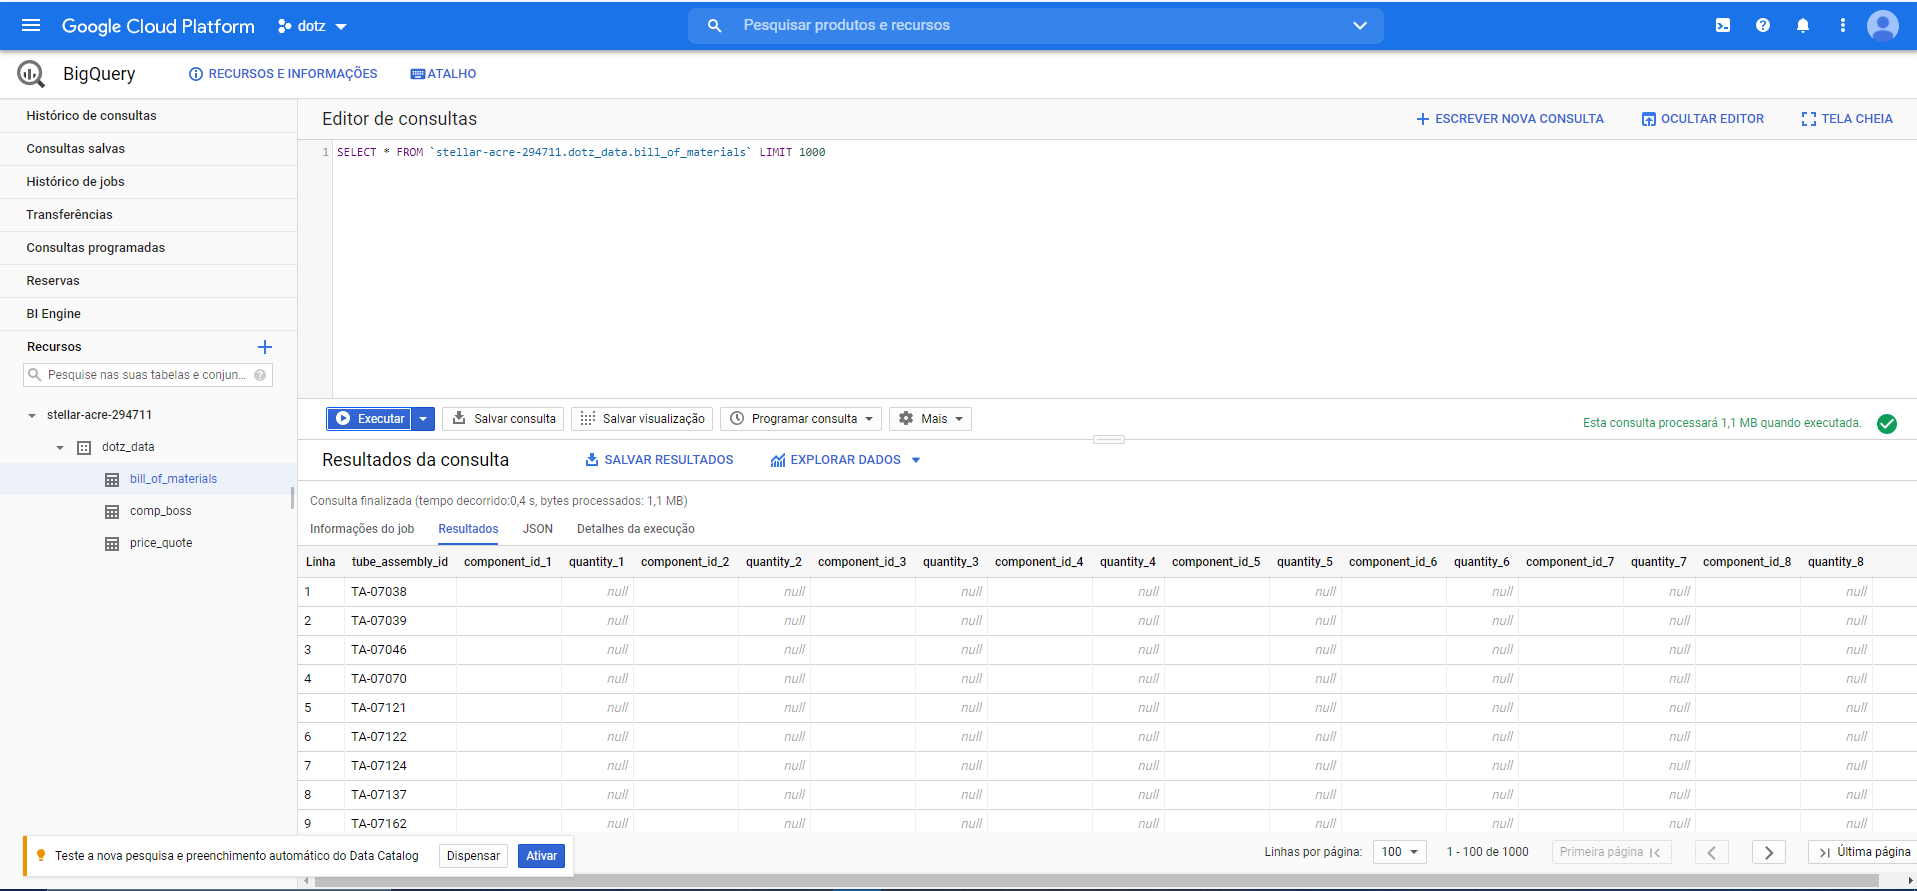 Google Cloud Platform dotz Pesquisar produtos e recursos
BigQuery RECURSOS E INFORMAÇÕES ATALHO
Histórico de consultas
Consultas salvas
Histórico de jobs
Transferências
Consultas programadas
Reservas
BI Engine
Recursos
Pesquise nas suas tabelas e conjun...
stellar-acre-294711
dotz_data
bill_of_materials
comp_boss
price_quote
Editor de consultas ESCREVER NOVA CONSULTA OCULTAR EDITOR TELA CHEIA
1 SELECT * FROM `stellar-acre-294711.dotz_data.bill_of_materials` LIMIT 1000
Executar Salvar consulta Salvar visualização Programar consulta Mais Esta consulta processará 1,1 MB quando executada.
Resultados da consulta SALVAR RESULTADOS EXPLORAR DADOS
Consulta finalizada (tempo decorrido:0,4 s, bytes processados: 1,1 MB)
Informações do job Resultados JSON Detalhes da execução
Linha tube_assembly_id component_id_1 quantity_1 component_id_2 quantity_2 component_id_3 quantity_3 component_id_4 quantity_4 component_id_5 quantity_5 component_id_6 quantity_6 component_id_7 quantity_7 component_id_8 quantity_8
1 TA-07038 null null null null null null null null
2 TA-07039 null null null null null null null null
3 TA-07046 null null null null null null null null
4 TA-07070 null null null null null null null null
5 TA-07121 null null null null null null null null
6 TA-07122 null null null null null null null null
7 TA-07124 null null null null null null null null
8 TA-07137 null null null null null null null null
9 TA-07162 null null null null null null null null
Teste a nova pesquisa e preenchimento automático do Data Catalog Dispensar Ativar
Linhas por página: 100 1 - 100 de 1000 Primeira página Última página